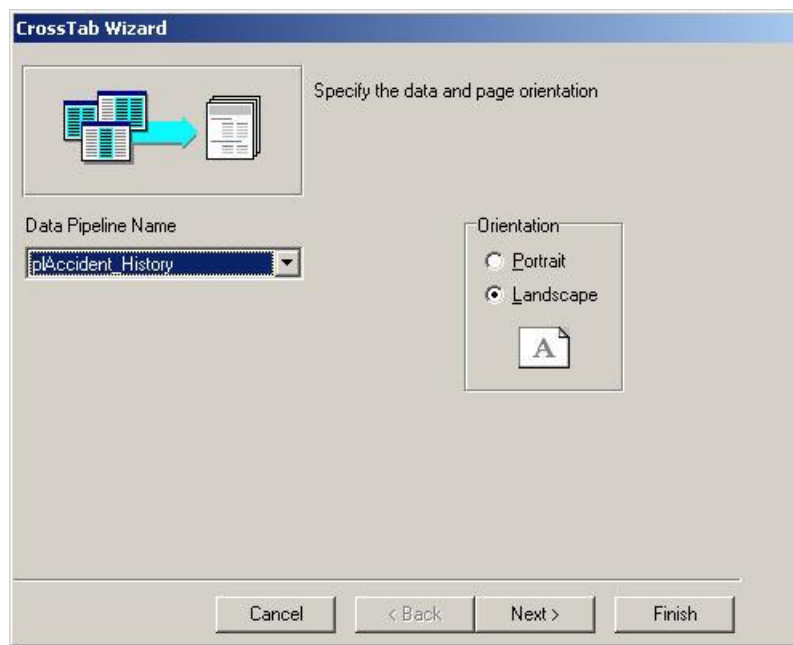 CrossTab Wizard
Specify the data and page orientation
Data Pipeline Name
plAccident_History
Orientation
Portrait
Landscape
A
Cancel
< Back
Next >
Finish